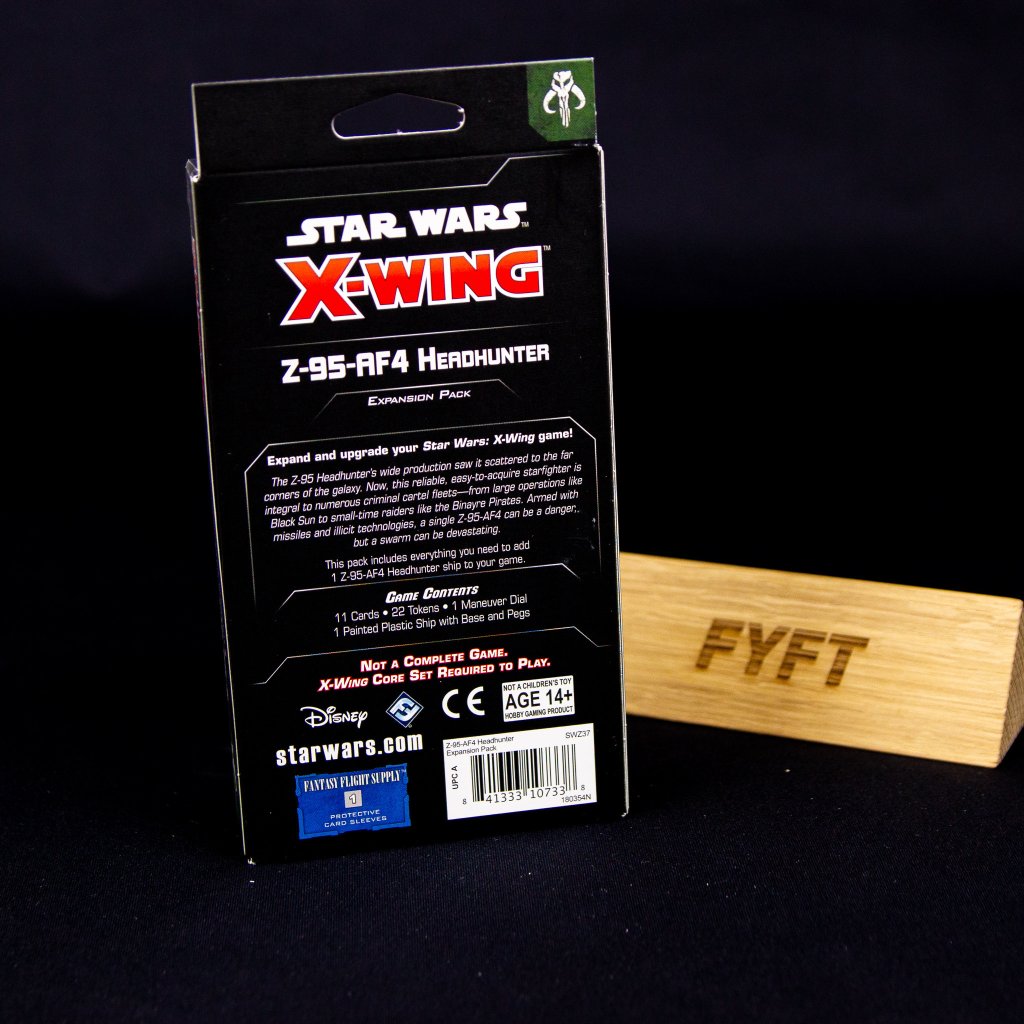 STAR WARS™
X-WING™
Z-95-AF4 HEADHUNTER
EXPANSION PACK
Expand and upgrade your Star Wars: X-Wing game!
The Z-95 Headhunter's wide production saw it scattered to the far
corners of the galaxy. Now, this reliable, easy-to-acquire starfighter is
integral to numerous criminal cartel fleets—from large operations like
Black Sun to small-time raiders like the Binayre Pirates. Armed with
missiles and illicit technologies, a single Z-95-AF4 can be a danger,
but a swarm can be devastating.
This pack includes everything you need to add
1 Z-95-AF4 Headhunter ship to your game.
GAME CONTENTS
11 Cards • 22 Tokens • 1 Maneuver Dial
1 Painted Plastic Ship with Base and Pegs
NOT A COMPLETE GAME.
X-WING CORE SET REQUIRED TO PLAY.
Disney
CE
NOT A CHILDREN'S TOY
AGE 14+
HOBBY GAMING PRODUCT
starwars.com
FANTASY FLIGHT SUPPLY™
1
PROTECTIVE
CARD SLEEVES
Z-95-AF4 Headhunter
Expansion Pack
SWZ37
UPC A
8 41333 10733 8
180354N
FYFT